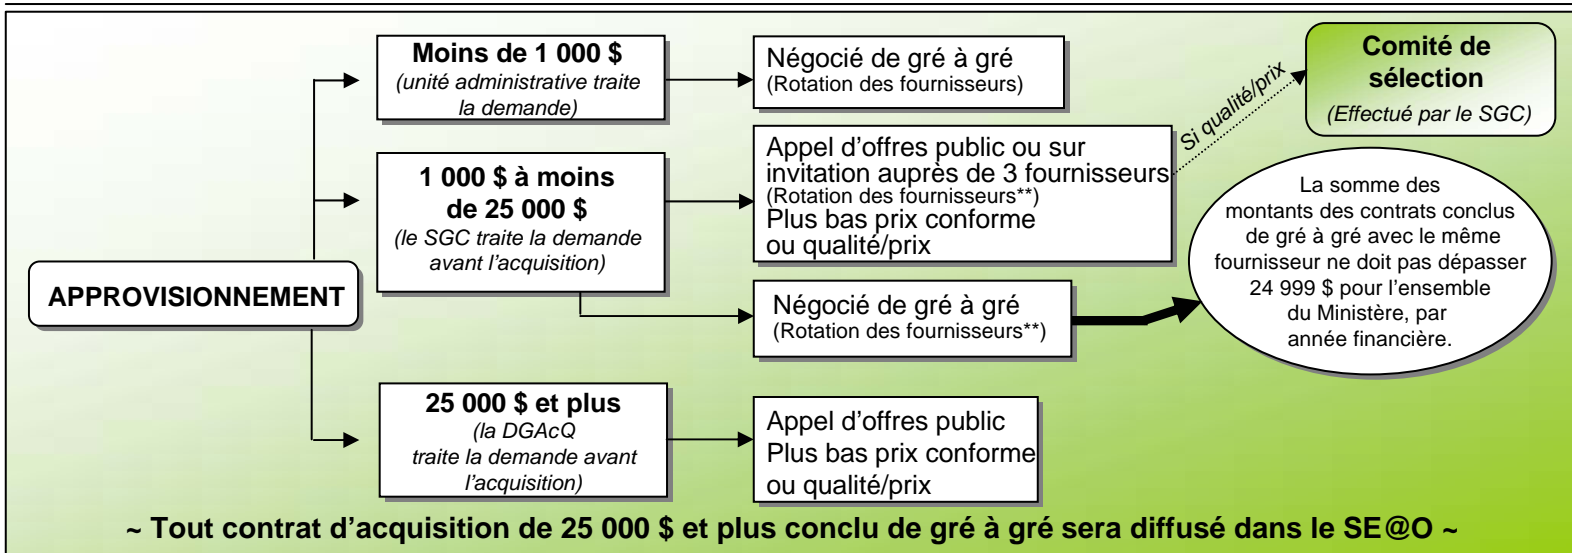 Moins de 1 000 $
(unité administrative traite
la demande)
Négocié de gré à gré
(Rotation des fournisseurs)
Si qualité/prix
Comité de
sélection
(Effectué par le SGC)
1 000 $ à moins
de 25 000 $
(le SGC traite la demande
avant l'acquisition)
Appel d'offres public ou sur
invitation auprès de 3 fournisseurs
(Rotation des fournisseurs**)
Plus bas prix conforme
ou qualité/prix
La somme des
montants des contrats conclus
de gré à gré avec le même
fournisseur ne doit pas dépasser
24 999 $ pour l'ensemble
du Ministère, par
année financière.
APPROVISIONNEMENT
Négocié de gré à gré
(Rotation des fournisseurs**)
25 000 $ et plus
(la DGAcQ
traite la demande avant
l'acquisition)
Appel d'offres public
Plus bas prix conforme
ou qualité/prix
~ Tout contrat d'acquisition de 25 000 $ et plus conclu de gré à gré sera diffusé dans le SE@O ~